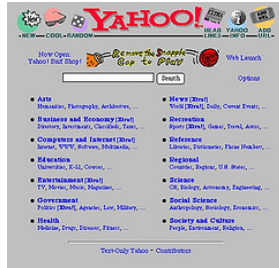 YAHOO!
NEW COOL RANDOM HEAD LINES YAHOO INFO ADD URL
Now Open: Yahoo! Surf Shop!
Remove the Snapple Cap to Play
Web Launch
Search Options
Arts
Humanities, Photography, Architecture, ...
Business and Economy [Xtra!]
Directory, Investments, Classifieds, Taxes, ...
Computers and Internet [Xtra!]
Internet, WWW, Software, Multimedia, ...
Education
Universities, K-12, Courses, ...
Entertainment [Xtra!]
TV, Movies, Music, Magazines, ...
Government
Politics [Xtra!], Agencies, Law, Military, ...
Health
Medicine, Drugs, Diseases, Fitness, ...
News [Xtra!]
World [Xtra!], Daily, Current Events, ...
Recreation
Sports [Xtra!], Games, Travel, Autos, ...
Reference
Libraries, Dictionaries, Phone Numbers, ...
Regional
Countries, Regions, U.S. States, ...
Science
CS, Biology, Astronomy, Engineering, ...
Social Science
Anthropology, Sociology, Economics, ...
Society and Culture
People, Environment, Religion, ...
Text-Only Yahoo - Contributors